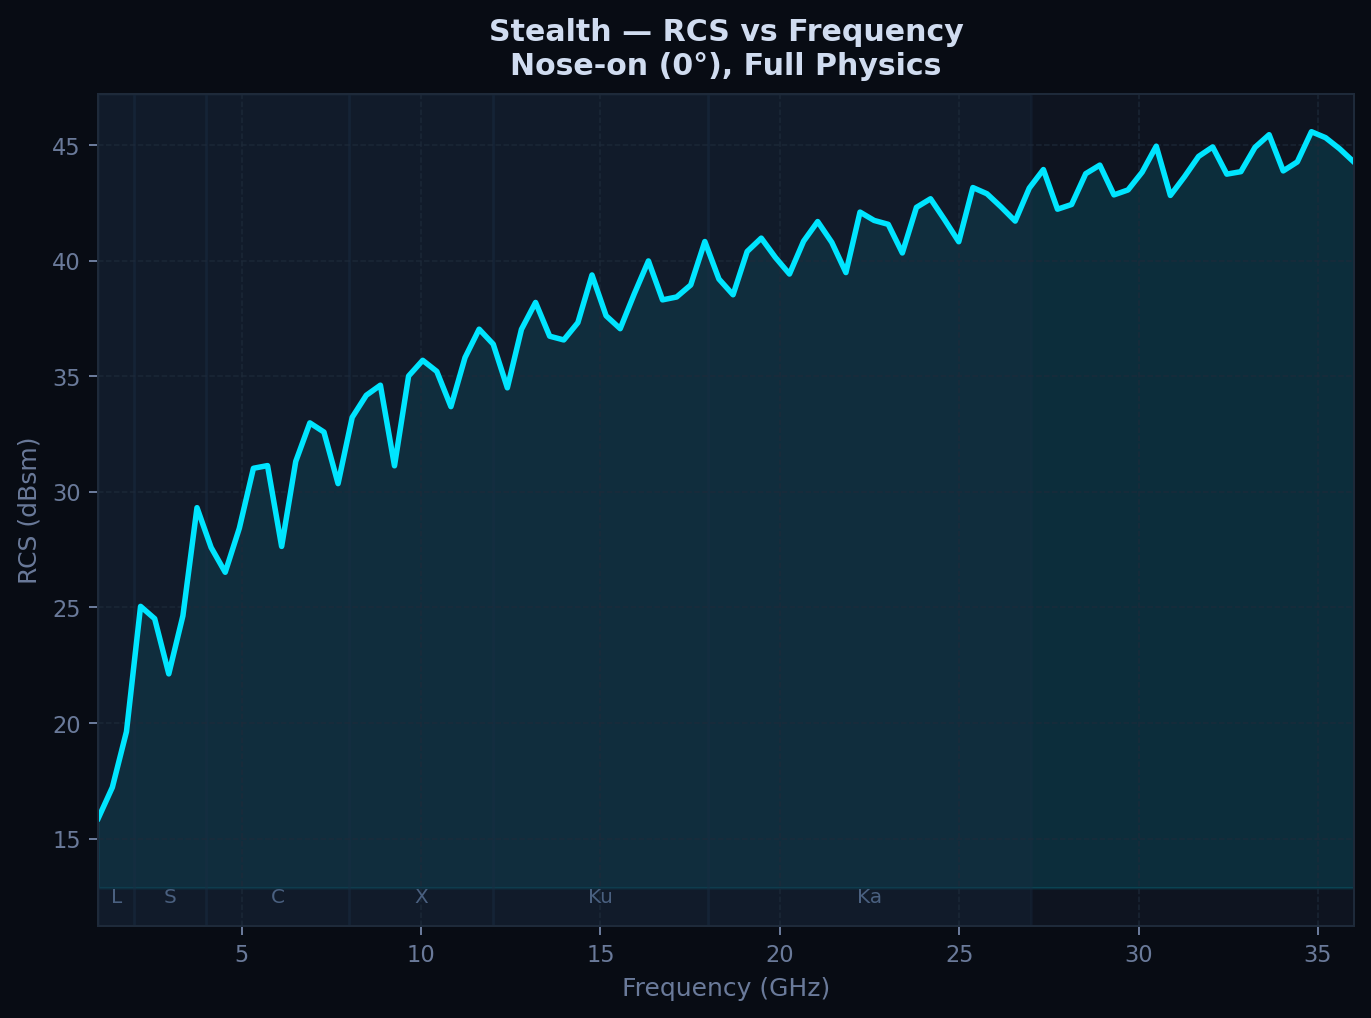 Stealth — RCS vs Frequency
Nose-on (0°), Full Physics
RCS (dBsm)
45
40
35
30
25
20
15
L S C X Ku Ka
5 10 15 20 25 30 35
Frequency (GHz)